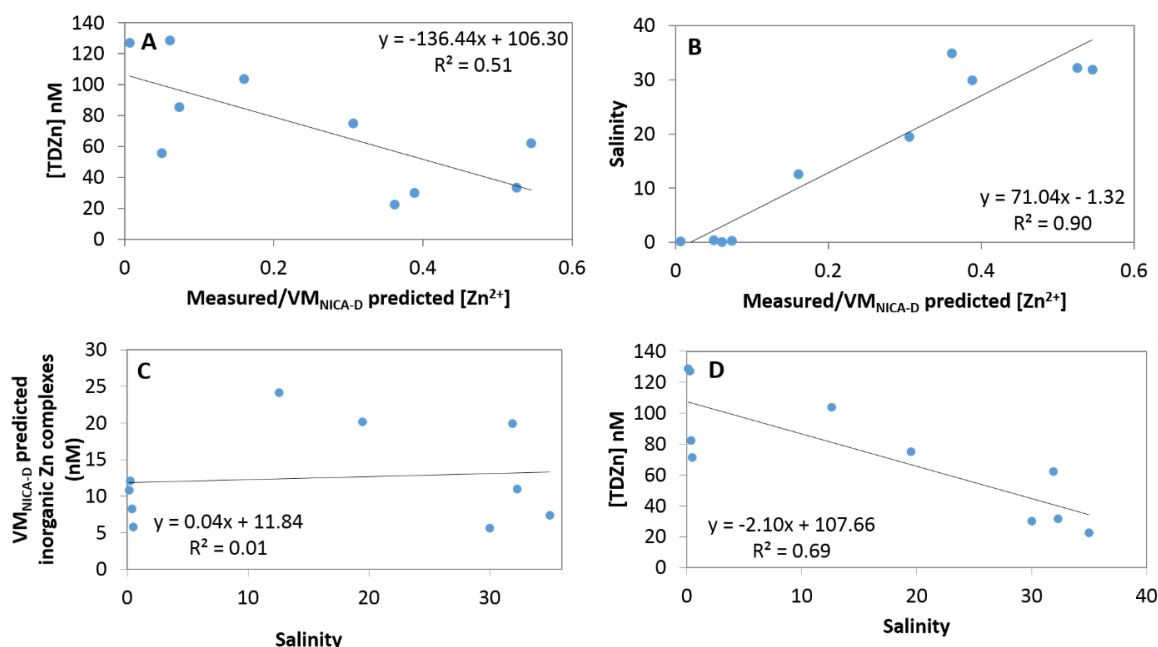 A
y = -136.44x + 106.30
R² = 0.51
[TDZn] nM
140
120
100
80
60
40
20
0
0 0.2 0.4 0.6
Measured/VM_NICA-D predicted [Zn²⁺]
B
Salinity
40
30
20
10
0
y = 71.04x - 1.32
R² = 0.90
0 0.2 0.4 0.6
Measured/VM_NICA-D predicted [Zn²⁺]
C
VM_NICA-D predicted
inorganic Zn complexes
(nM)
30
25
20
15
10
5
0
y = 0.04x + 11.84
R² = 0.01
0 10 20 30
Salinity
D
[TDZn] nM
140
120
100
80
60
40
20
0
y = -2.10x + 107.66
R² = 0.69
0 10 20 30 40
Salinity